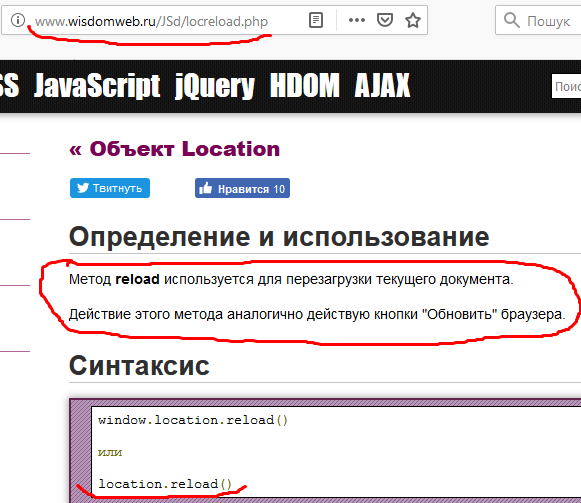 www.wisdomweb.ru/JSd/locreload.php
Пошук
SS JavaScript jQuery HDOM AJAX
Поис
« Объект Location
Твитнуть
Нравится 10
Определение и использование
Метод reload используется для перезагрузки текущего документа.
Действие этого метода аналогично действую кнопки "Обновить" браузера.
Синтаксис
window.location.reload()
или
location.reload()